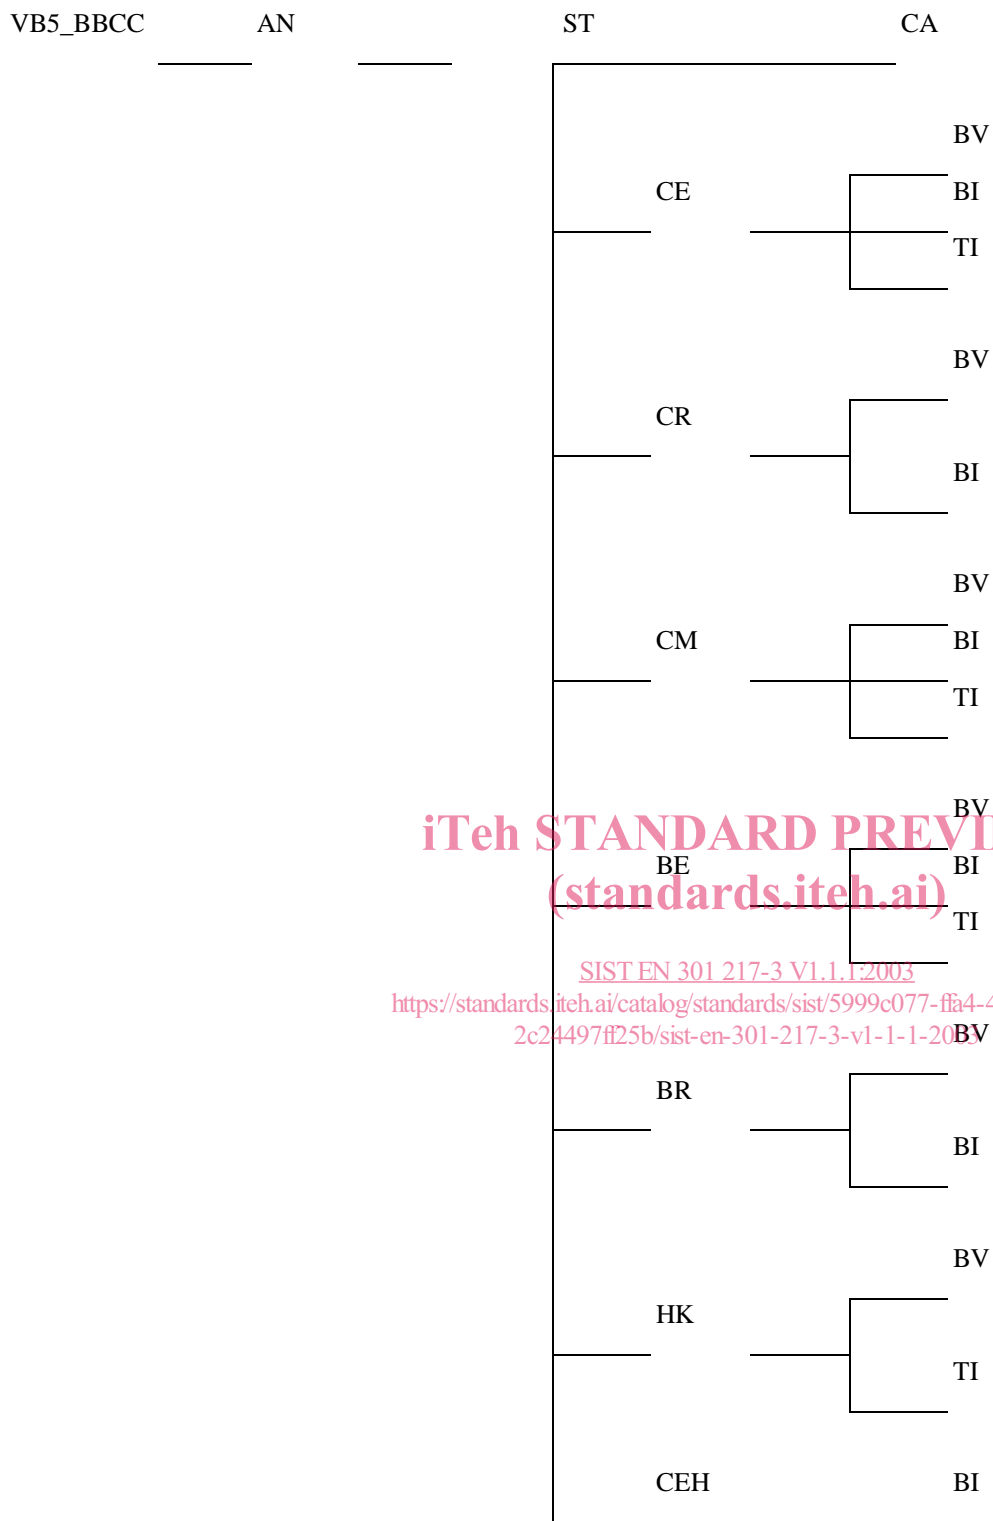 VB5_BBCC AN ST CA
BV
CE BI
TI
BV
CR
BI
BV
CM BI
TI
BV
iTeh STANDARD
BE BI
(standards.iteh.ai)
TI
SIST EN 301 217-3 V1.1.1:2003
https://standards.iteh.ai/catalog/standards/sist/5999c077-ffa4-4
BV
2c24497ff25b/sist-en-301-217-3-v1-1-1-2003
BR
BI
BV
HK
TI
CEH BI